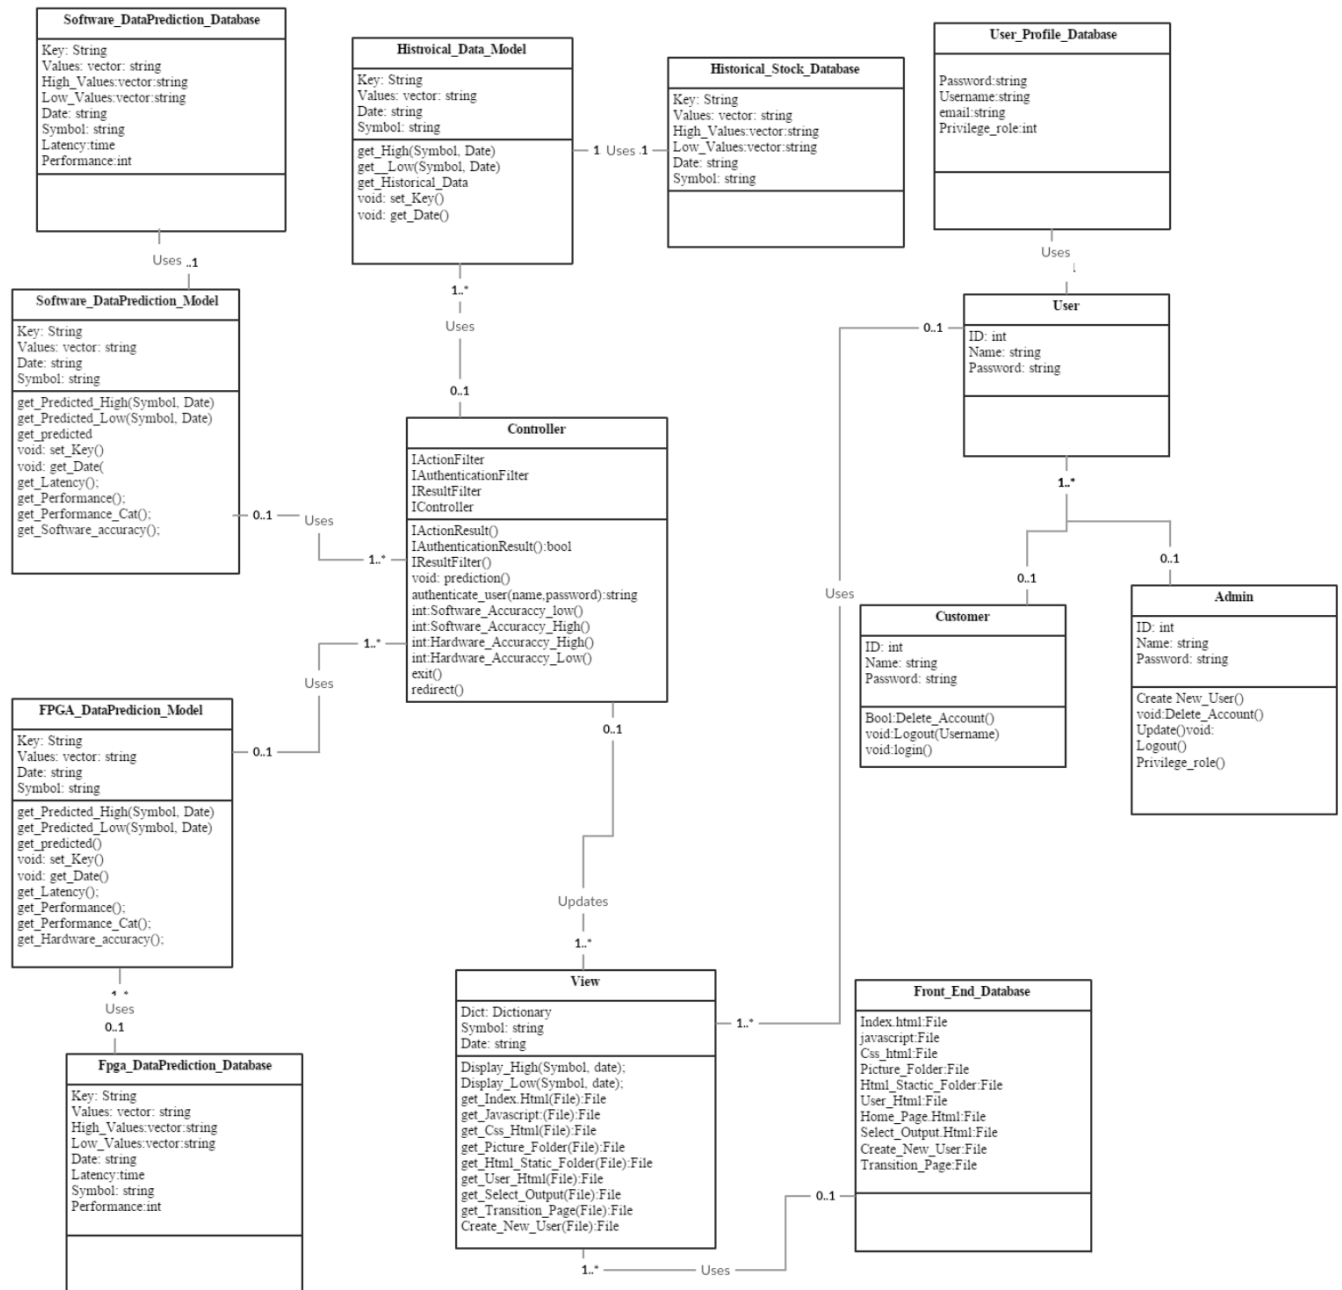 Software_DataPrediction_Database
Key: String
Values: vector: string
High_Values:vector:string
Low_Values:vector:string
Date: string
Symbol: string
Latency:time
Performance:int
Uses
..1
Software_DataPrediction_Model
Key: String
Values: vector: string
Date: string
Symbol: string
get_Predicted_High(Symbol, Date)
get_Predicted_Low(Symbol, Date)
get_predicted
void: set_Key()
void: get_Date(
get_Latency();
get_Performance();
get_Performance_Cat();
get_Software_accuracy();
0..1
Uses
1..*
Histroical_Data_Model
Key: String
Values: vector: string
Date: string
Symbol: string
get_High(Symbol, Date)
get__Low(Symbol, Date)
get_Historical_Data
void: set_Key()
void: get_Date()
1 Uses .1
Historical_Stock_Database
Key: String
Values: vector: string
High_Values:vector:string
Low_Values:vector:string
Date: string
Symbol: string
1..*
Uses
0..1
Controller
IActionFilter
IAuthenticationFilter
IResultFilter
IController
IActionResult()
IAuthenticationResult():bool
IResultFilter()
void: prediction()
authenticate_user(name,password):string
int:Software_Accuraccy_low()
int:Software_Accuraccy_High()
int:Hardware_Accuraccy_High()
int:Hardware_Accuraccy_Low()
exit()
redirect()
User_Profile_Database
Password:string
Username:string
email:string
Privilege_role:int
Uses
User
ID: int
Name: string
Password: string
0..1
Uses
1..*
1..*
0..1
0..1
Customer
ID: int
Name: string
Password: string
Bool:Delete_Account()
void:Logout(Username)
void:login()
Admin
ID: int
Name: string
Password: string
Create New_User()
void:Delete_Account()
Update()void:
Logout()
Privilege_role()
1..*
Uses
0..1
FPGA_DataPredicion_Model
Key: String
Values: vector: string
Date: string
Symbol: string
get_Predicted_High(Symbol, Date)
get_Predicted_Low(Symbol, Date)
get_predicted()
void: set_Key()
void: get_Date()
get_Latency();
get_Performance();
get_Performance_Cat();
get_Hardware_accuracy();
Uses
0..1
Fpga_DataPrediction_Database
Key: String
Values: vector: string
High_Values:vector:string
Low_Values:vector:string
Date: string
Latency:time
Symbol: string
Performance:int
0..1
Updates
1..*
View
Dict: Dictionary
Symbol: string
Date: string
Display_High(Symbol, date);
Display_Low(Symbol, date);
get_Index.Html(File):File
get_Javascript:(File):File
get_Css_Html(File):File
get_Picture_Folder(File):File
get_Html_Static_Folder(File):File
get_User_Html(File):File
get_Select_Output(File):File
get_Transition_Page(File):File
Create_New_User(File):File
1..*
Uses
0..1
Front_End_Database
Index.html:File
javascript:File
Css_html:File
Picture_Folder:File
Html_Stactic_Folder:File
User_Html:File
Home_Page.Html:File
Select_Output.Html:File
Create_New_User:File
Transition_Page:File